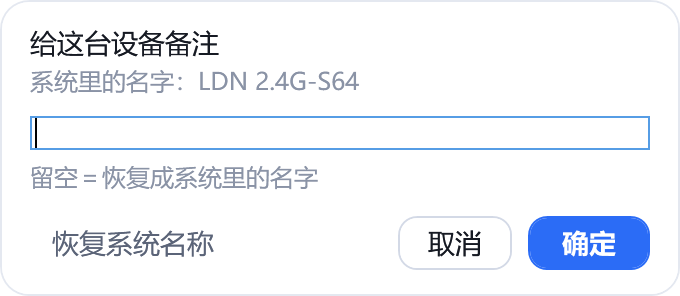 给这台设备备注
系统里的名字：LDN 2.4G-S64
留空 = 恢复成系统里的名字
恢复系统名称
取消
确定